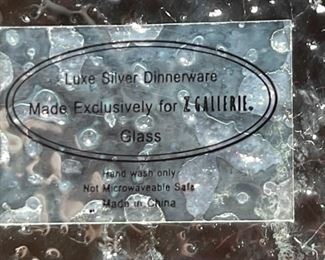 Luxe Silver Dinnerware
Made Exclusively for Z GALLERIE.
Glass
Hand wash only
Not Microwaveable Safe
Made in China